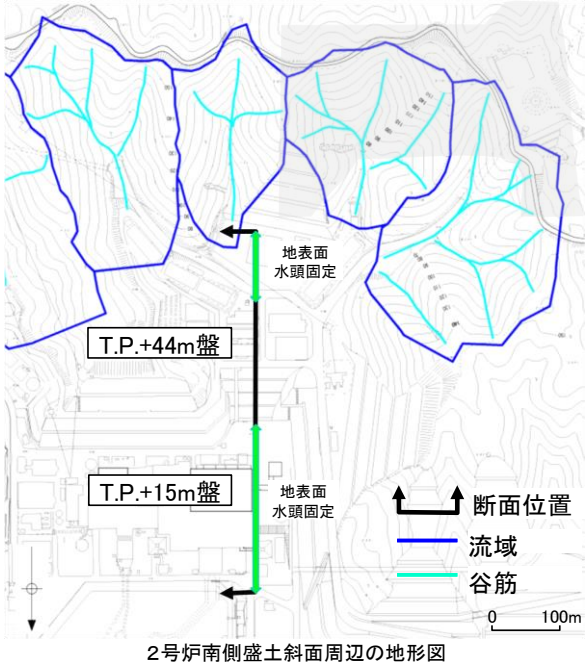 地表面
水頭固定
T.P.+44m盤
T.P.+15m盤
地表面
水頭固定
断面位置
流域
谷筋
0 100m
2号炉南側盛土斜面周辺の地形図